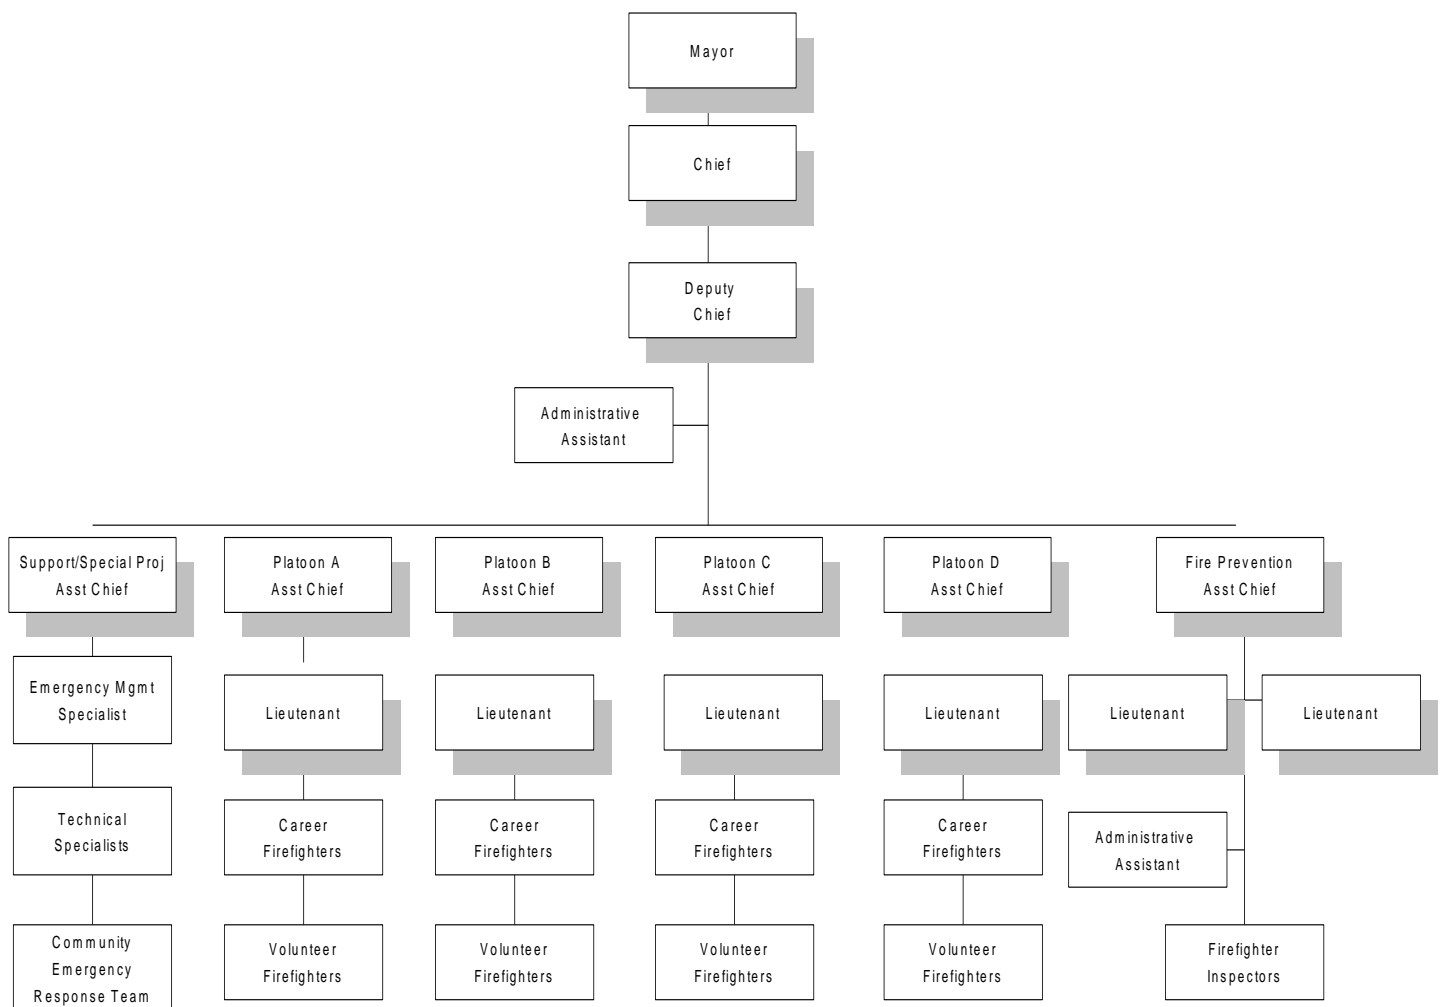 Mayor
Chief
Deputy
Chief
Administrative
Assistant
Support/Special Proj
Asst Chief
Platoon A
Asst Chief
Platoon B
Asst Chief
Platoon C
Asst Chief
Platoon D
Asst Chief
Fire Prevention
Asst Chief
Emergency Mgmt
Specialist
Lieutenant
Lieutenant
Lieutenant
Lieutenant
Lieutenant
Lieutenant
Technical
Specialists
Career
Firefighters
Career
Firefighters
Career
Firefighters
Career
Firefighters
Administrative
Assistant
Community
Emergency
Response Team
Volunteer
Firefighters
Volunteer
Firefighters
Volunteer
Firefighters
Volunteer
Firefighters
Firefighter
Inspectors